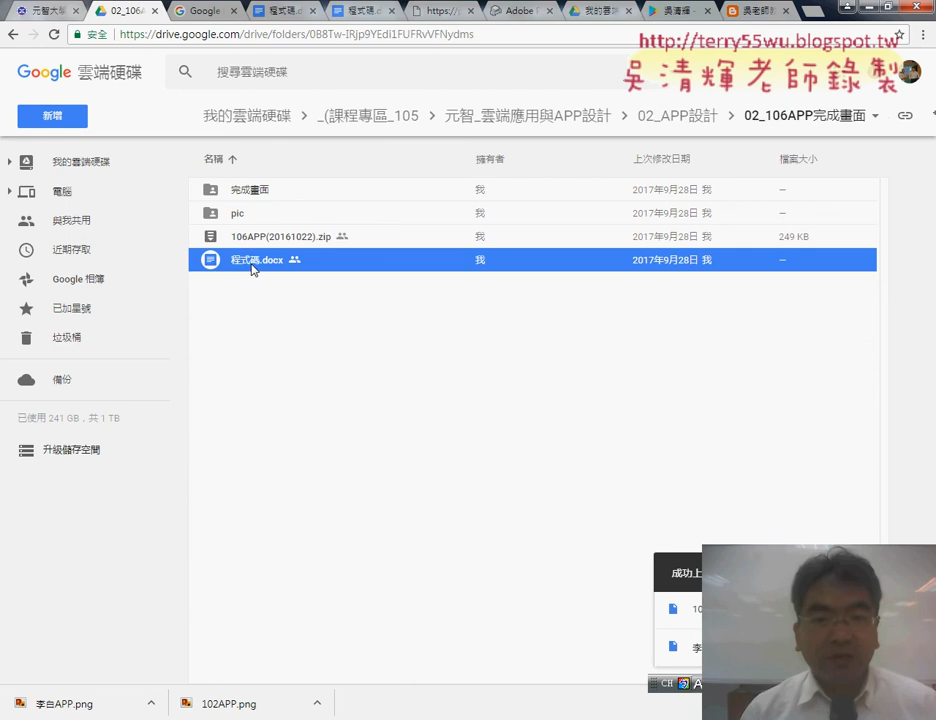 元智大學
02_106A
Google
程式碼.d
程式碼.d
https://
Adobe
我的雲端
吳清輝 -
吳老師
安全 https://drive.google.com/drive/folders/0B8Tw-IRjp9YEdi1FUFRvVFNydms
http://terry55wu.blogspot.tw
吳清輝老師錄製
Google 雲端硬碟
搜尋雲端硬碟
新增
我的雲端硬碟 > _(課程專區_105 > 元智_雲端應用與APP設計 > 02_APP設計 > 02_106APP完成畫面
名稱 擁有者 上次修改日期 檔案大小
我的雲端硬碟
電腦
與我共用
近期存取
Google 相簿
已加星號
垃圾桶
備份
已使用 241 GB，共 1 TB
升級儲存空間
完成畫面 我 2017年9月28日 我 –
pic 我 2017年9月28日 我 –
106APP(20161022).zip 我 2017年9月28日 我 249 KB
程式碼.docx 我 2017年9月28日 我 –
成功上
10
李
CH
李白APP.png
102APP.png